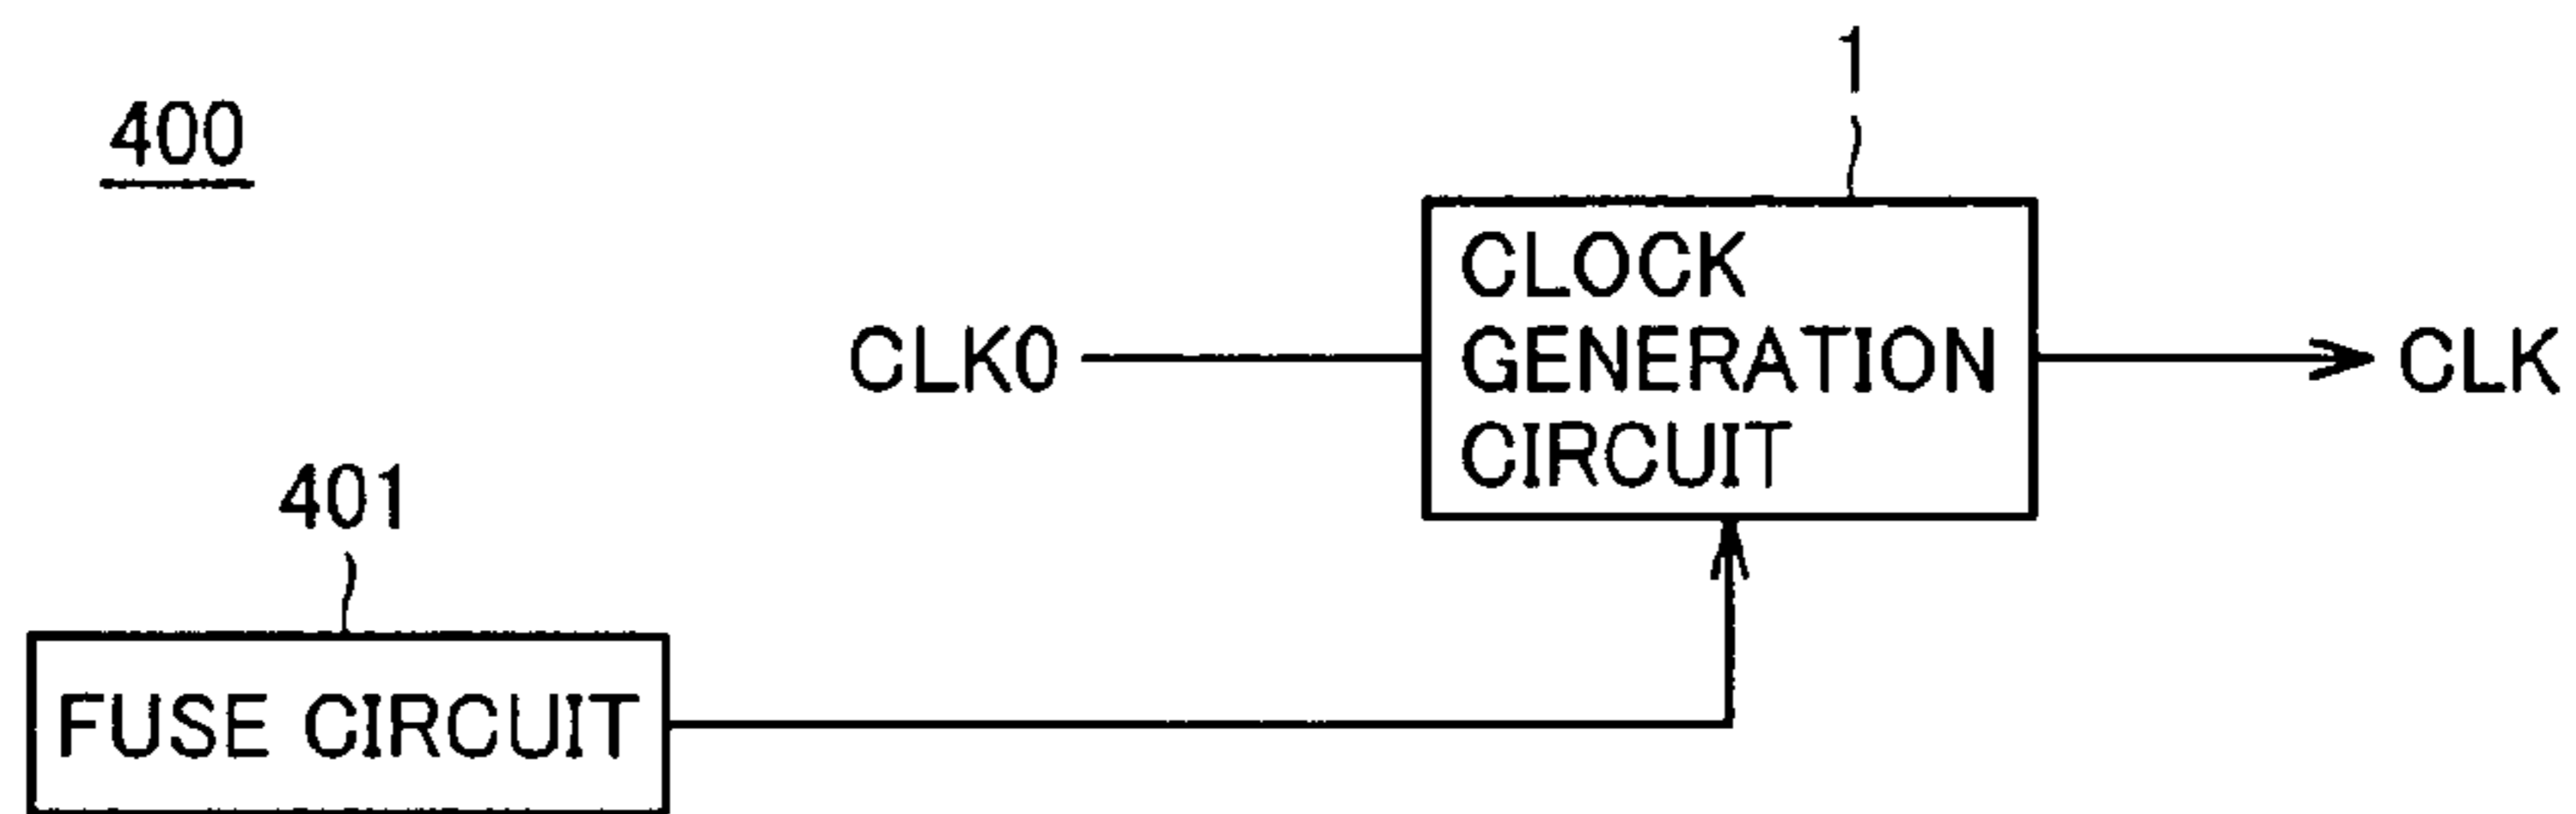 1
400
CLOCK
GENERATION
CIRCUIT
CLK0
CLK
401
FUSE CIRCUIT